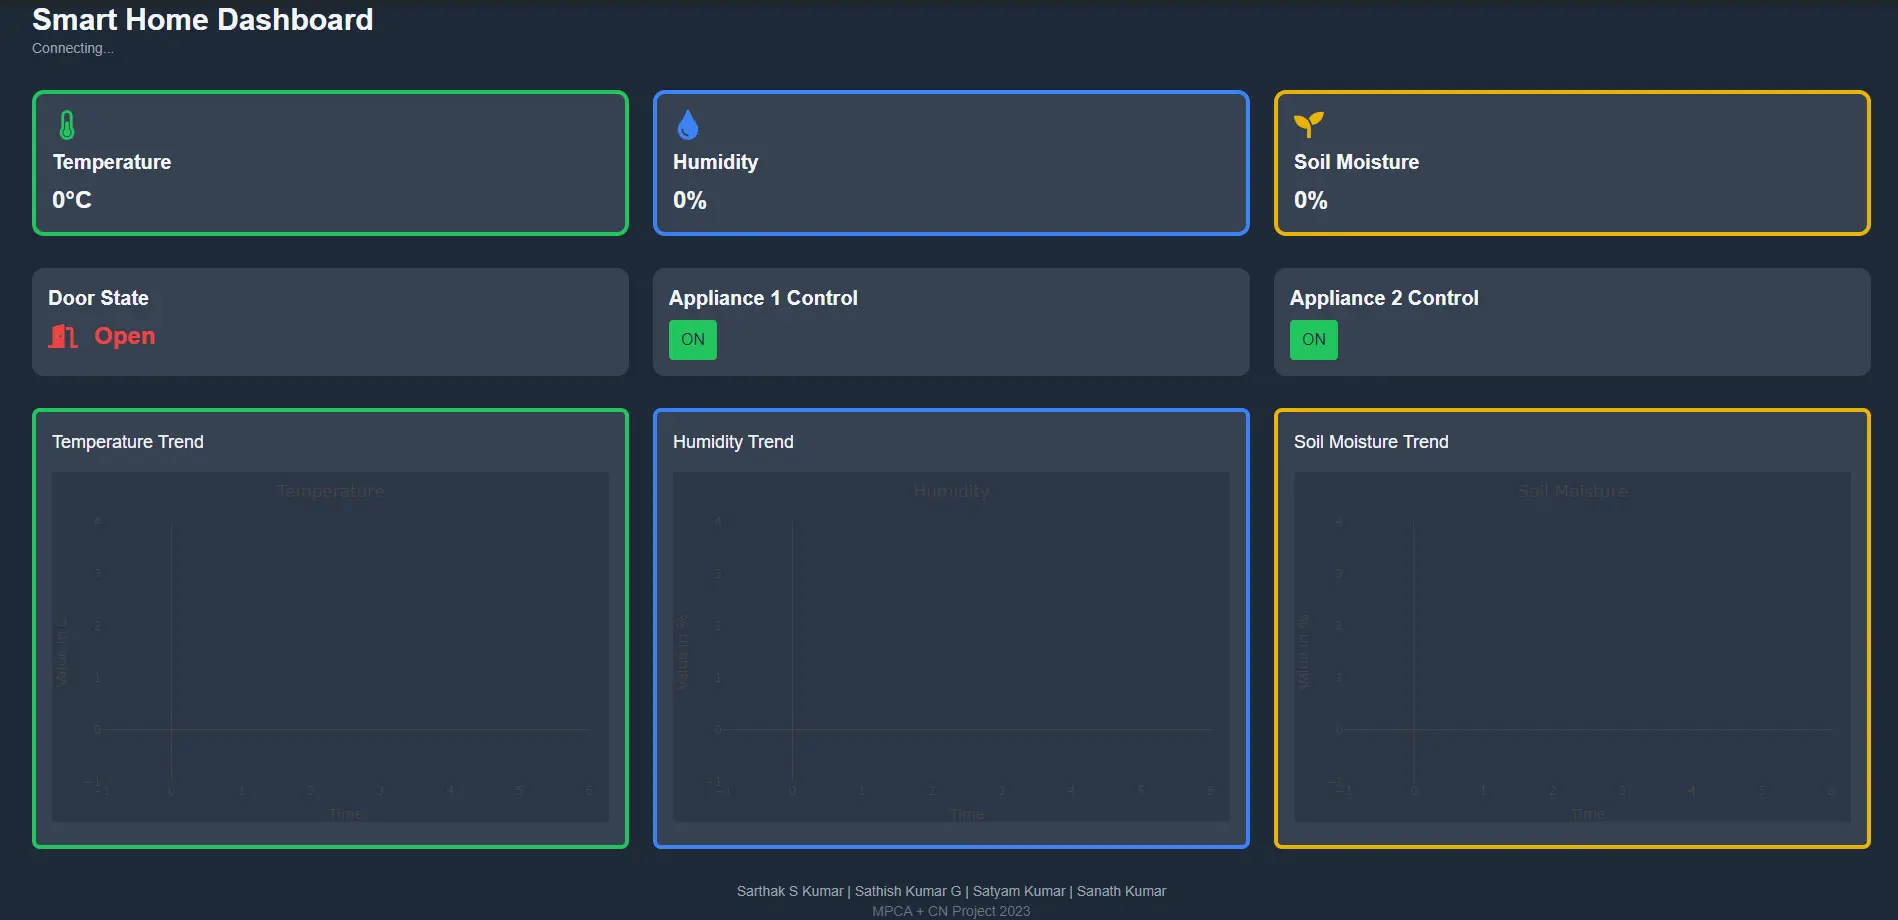 Smart Home Dashboard
Connecting...
Temperature
0°C
Humidity
0%
Soil Moisture
0%
Door State
Open
Appliance 1 Control
ON
Appliance 2 Control
ON
Temperature Trend
Temperature
4
3
2
1
0
−1
Value in C
−1 0 1 2 3 4 5 6
Time
Humidity Trend
Humidity
4
3
2
1
0
−1
Value in %
−1 0 1 2 3 4 5 6
Time
Soil Moisture Trend
Soil Moisture
4
3
2
1
0
−1
Value in %
−1 0 1 2 3 4 5 6
Time
Sarthak S Kumar | Sathish Kumar G | Satyam Kumar | Sanath Kumar
MPCA + CN Project 2023